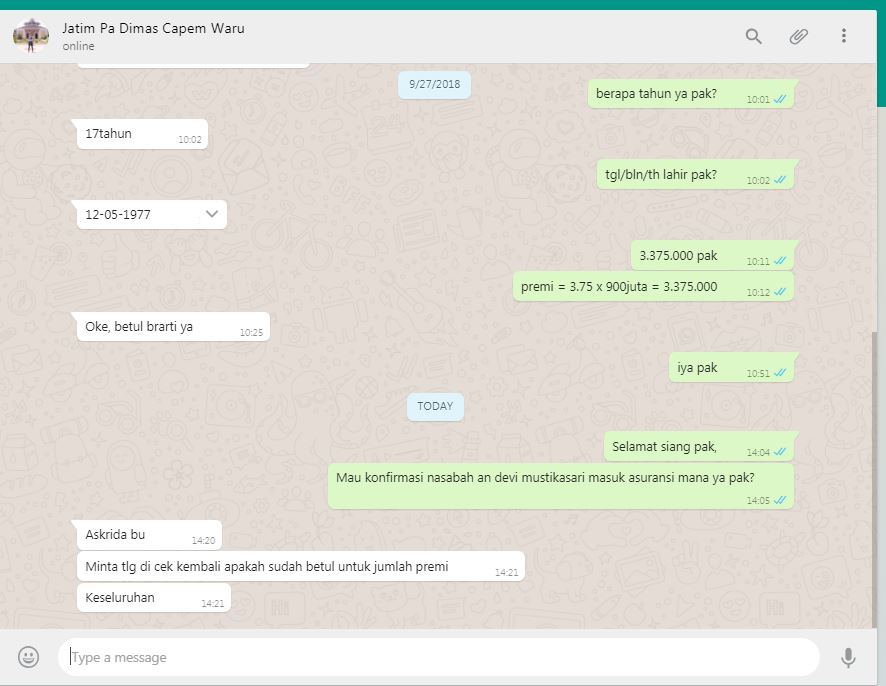 Jatim Pa Dimas Capem Waru
online
9/27/2018
berapa tahun ya pak?
10:01
17tahun
10:02
tgl/bln/th lahir pak?
10:02
12-05-1977
3.375.000 pak
10:11
premi = 3.75 x 900juta = 3.375.000
10:12
Oke, betul brarti ya
10:25
iya pak
10:51
TODAY
Selamat siang pak,
14:04
Mau konfirmasi nasabah an devi mustikasari masuk asuransi mana ya pak?
14:05
Askrida bu
14:20
Minta tlg di cek kembali apakah sudah betul untuk jumlah premi
14:21
Keseluruhan
14:21
Type a message